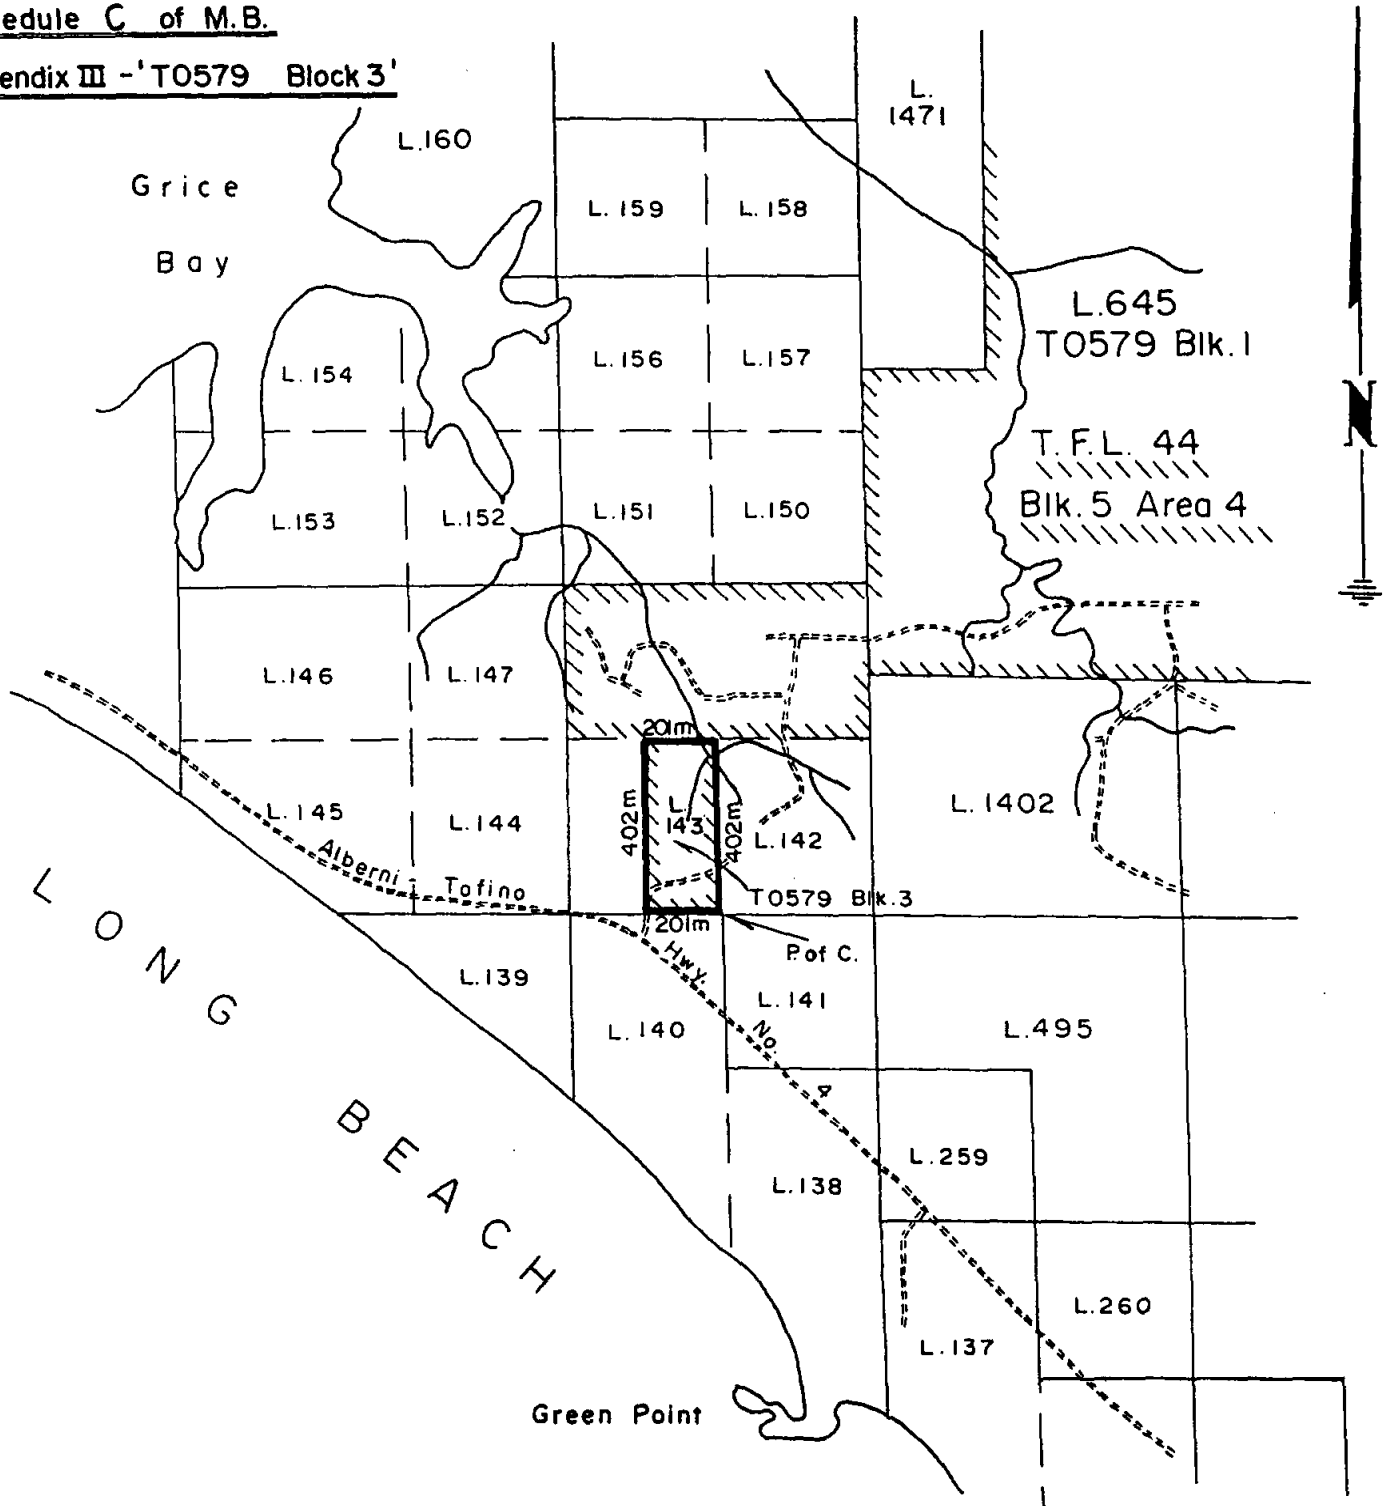 edule C of M.B.
endix III - 'T0579 Block 3'
L.
1471
L.160
Grice
Bay
L. 159
L. 158
L.645
T0579 Blk. 1
L. 156
L. 157
L. 154
N
T. F. L. 44
Blk. 5 Area 4
L. 153
L. 152
L. 151
L. 150
L. 146
L. 147
201m
402m
L.
143
402m
L. 142
L. 1402
L. 145
L. 144
Alberni - Tofino
T0579 Blk. 3
201m
P. of C.
Hwy.
No.
4
L. 139
L. 141
L. 140
L. 495
LONG
BEACH
L. 259
L. 138
L. 260
L. 137
Green Point